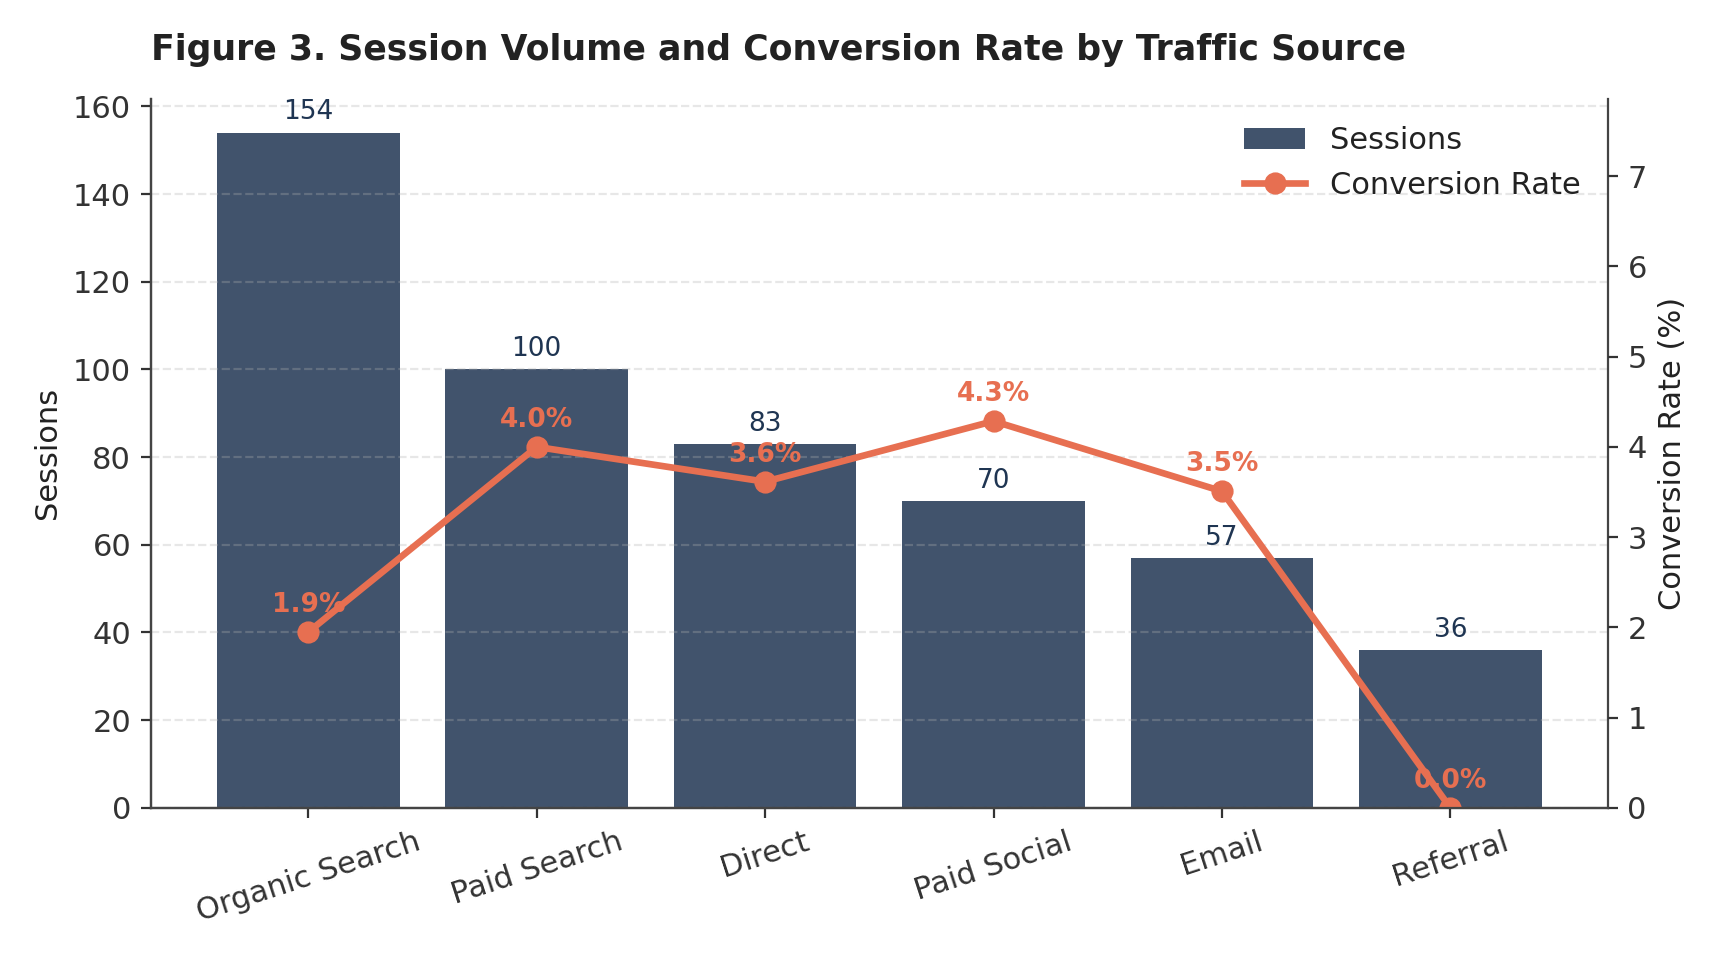 Figure 3. Session Volume and Conversion Rate by Traffic Source
160
140
120
100
80
60
40
20
0
Sessions
154
100
83
70
57
36
1.9%
4.0%
3.6%
4.3%
3.5%
0.0%
Sessions
Conversion Rate
7
6
5
4
3
2
1
0
Conversion Rate (%)
Organic Search
Paid Search
Direct
Paid Social
Email
Referral